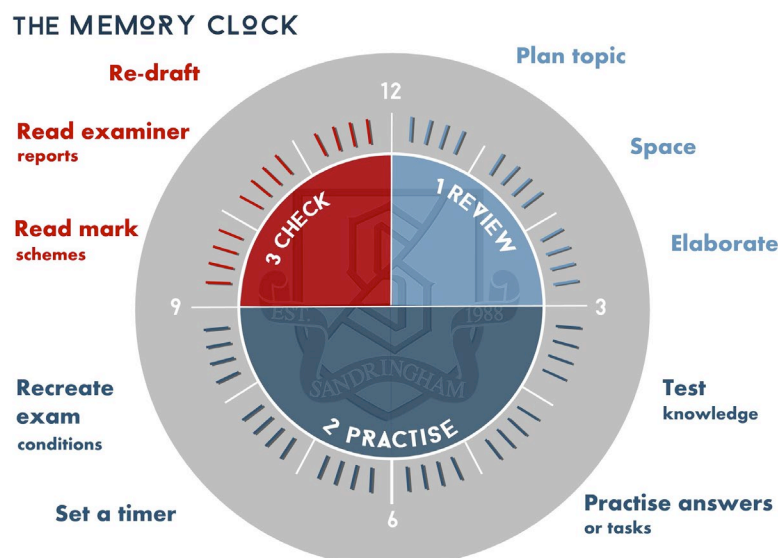 THE MEMORY CLOCK
Plan topic
Re-draft
12
Read examiner
reports
Space
1 REVIEW
3 CHECK
Read mark
schemes
Elaborate
9
EST.
1988
3
SANDRINGHAM
Recreate
exam
conditions
Test
knowledge
2 PRACTISE
Set a timer
6
Practise answers
or tasks